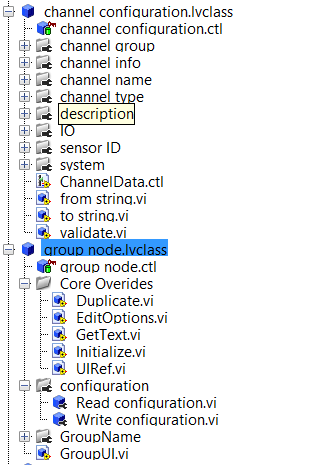 channel configuration.lvclass
channel configuration.ctl
channel group
channel info
channel name
channel type
description
IO
sensor ID
system
ChannelData.ctl
from string.vi
to string.vi
validate.vi
group node.lvclass
group node.ctl
Core Overides
Duplicate.vi
EditOptions.vi
GetText.vi
Initialize.vi
UIRef.vi
configuration
Read configuration.vi
Write configuration.vi
GroupName
GroupUI.vi